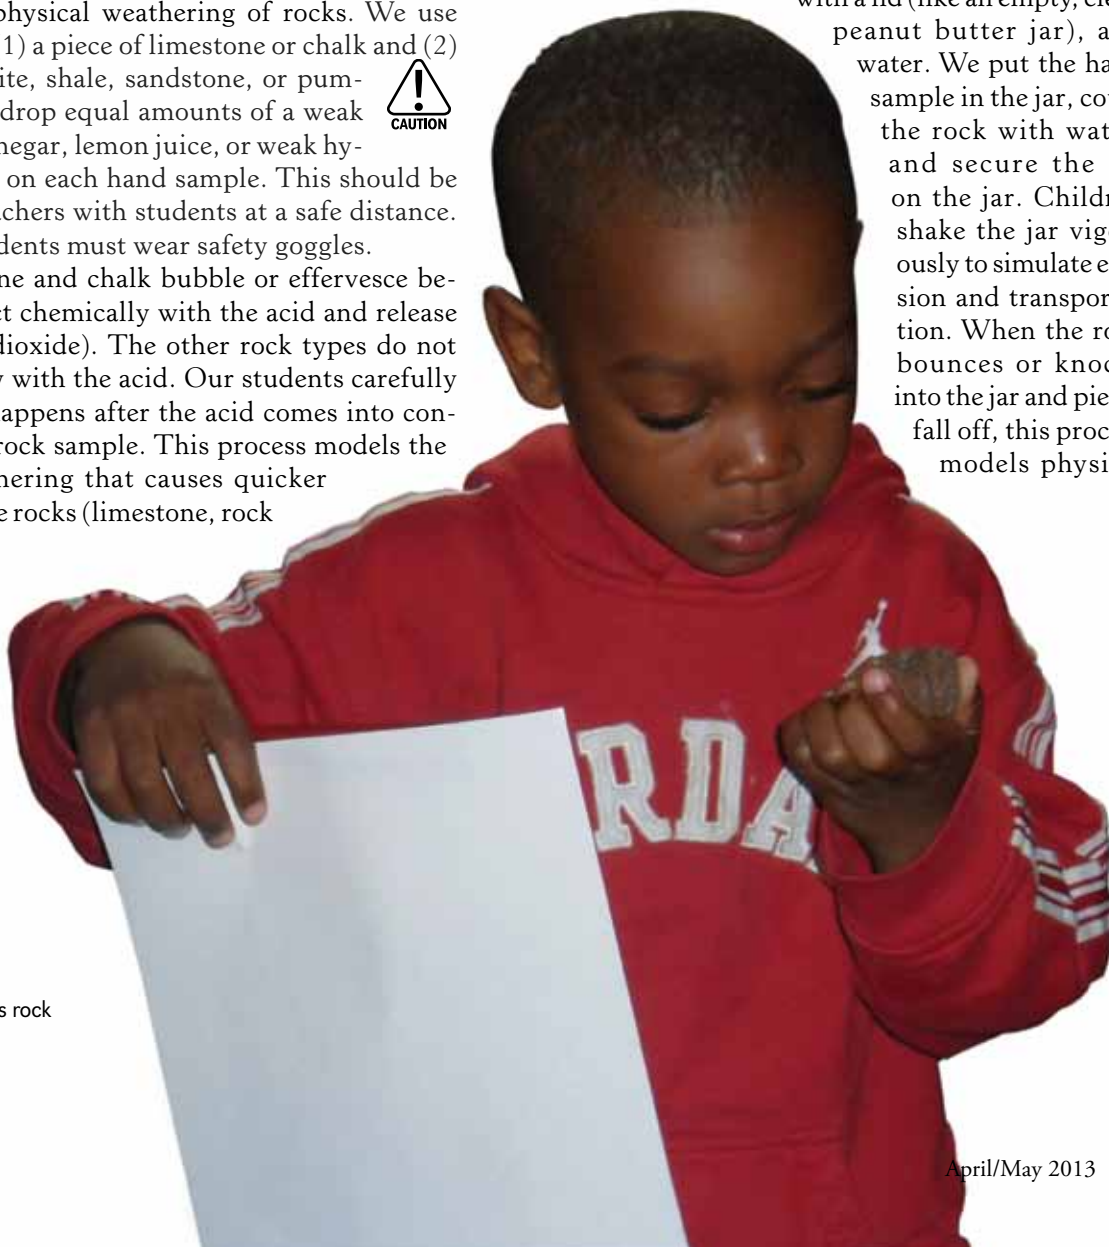 physical weathering of rocks. We use
1) a piece of limestone or chalk and (2)
ite, shale, sandstone, or pum-
drop equal amounts of a weak
negar, lemon juice, or weak hy-
on each hand sample. This should be
achers with students at a safe distance.
dents must wear safety goggles.
ne and chalk bubble or effervesce be-
ct chemically with the acid and release
dioxide). The other rock types do not
y with the acid. Our students carefully
appens after the acid comes into con-
rock sample. This process models the
hering that causes quicker
e rocks (limestone, rock
CAUTION
with a lid (like an empty, cle
peanut butter jar), a
water. We put the ha
sample in the jar, cov
the rock with wat
and secure the
on the jar. Childr
shake the jar vigo
ously to simulate e
sion and transpor
tion. When the ro
bounces or knoc
into the jar and pie
fall off, this proc
models physi
RDA
s rock
April/May 2013